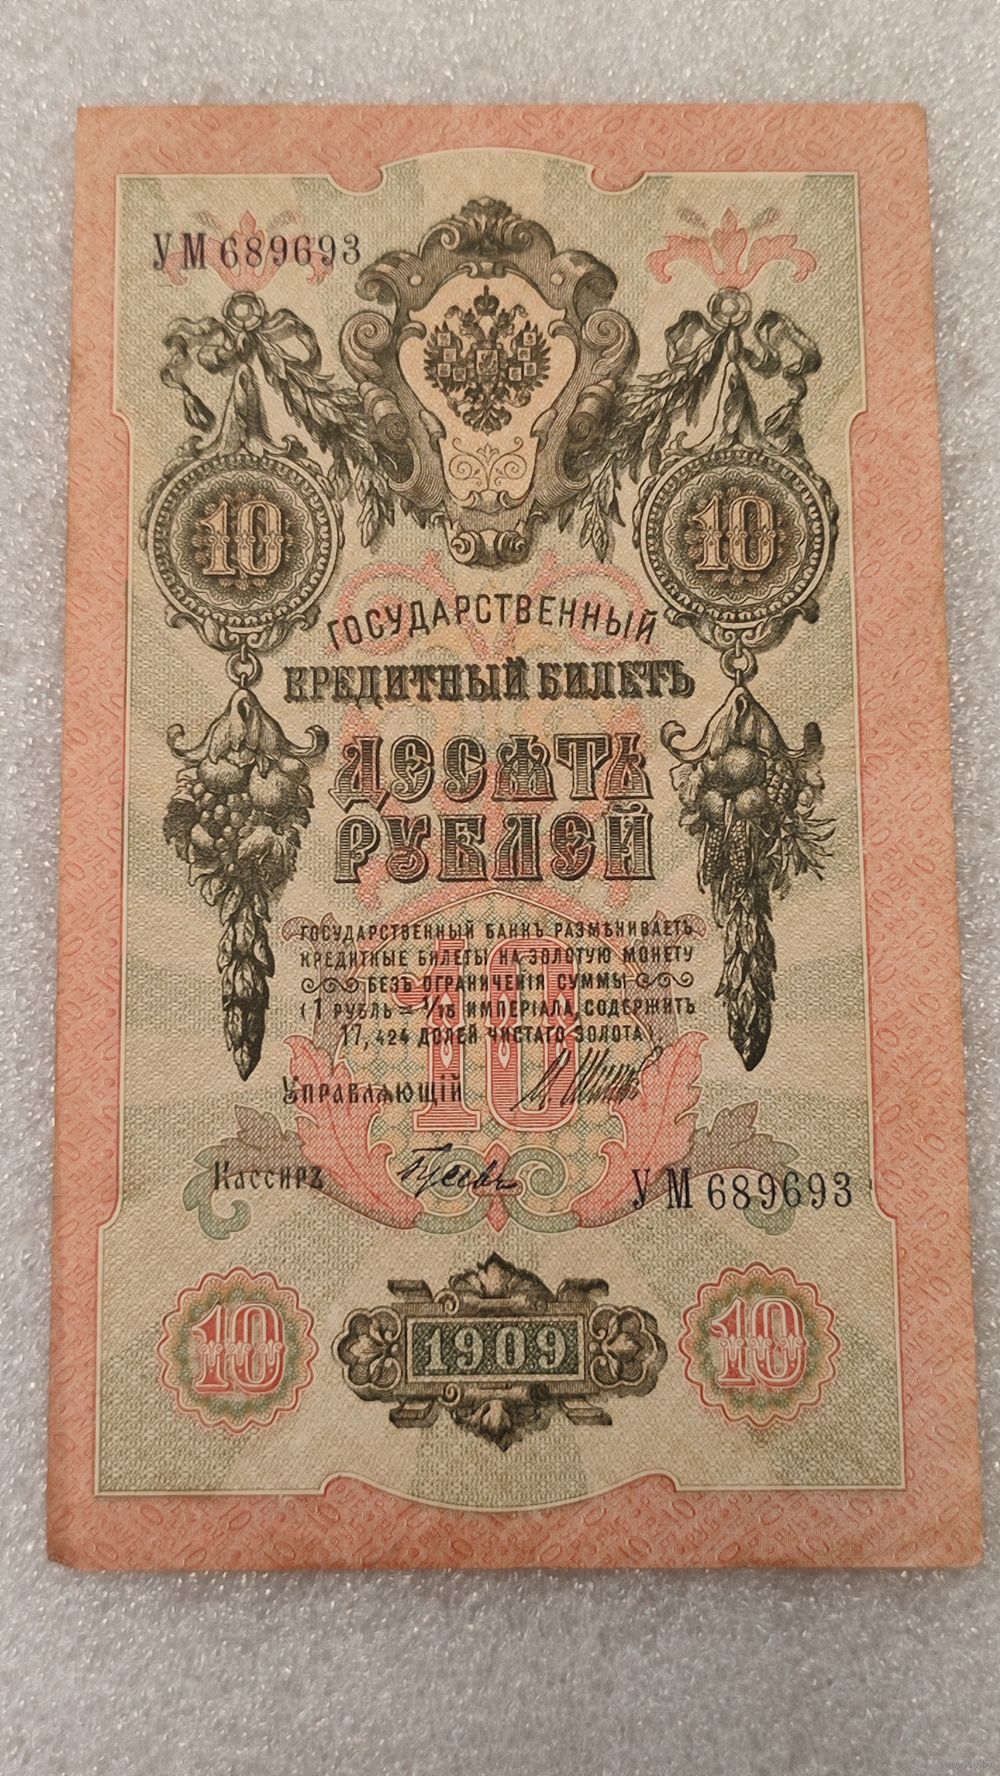 УМ 689693
10 10
ГОСУДАРСТВЕННЫЙ
КРЕДИТНЫЙ БИЛЕТЪ
ДЕСЯТЬ
РУБЛЕЙ
10
ГОСУДАРСТВЕННЫЙ БАНКЪ РАЗМѢНИВАЕТЪ
КРЕДИТНЫЕ БИЛЕТЫ НА ЗОЛОТУЮ МОНЕТУ
БЕЗЪ ОГРАНИЧЕНІЯ СУММЫ
(1 РУБЛЬ = 1/15 ИМПЕРІАЛА, СОДЕРЖИТЪ
17,424 ДОЛЕЙ ЧИСТАГО ЗОЛОТА).
УПРАВЛЯЮЩІЙ
КАССИРЪ
УМ 689693
10 1909 10